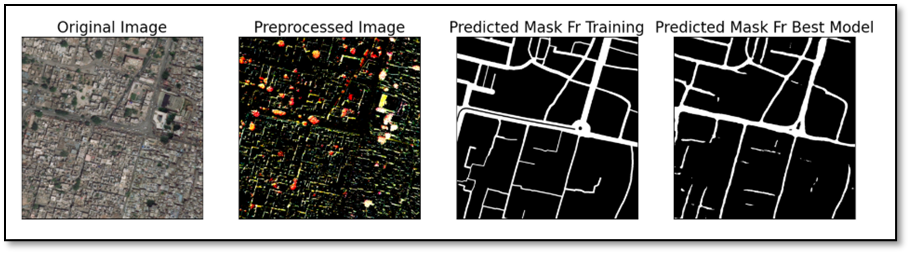 Original Image
Preprocessed Image
Predicted Mask Fr Training
Predicted Mask Fr Best Model